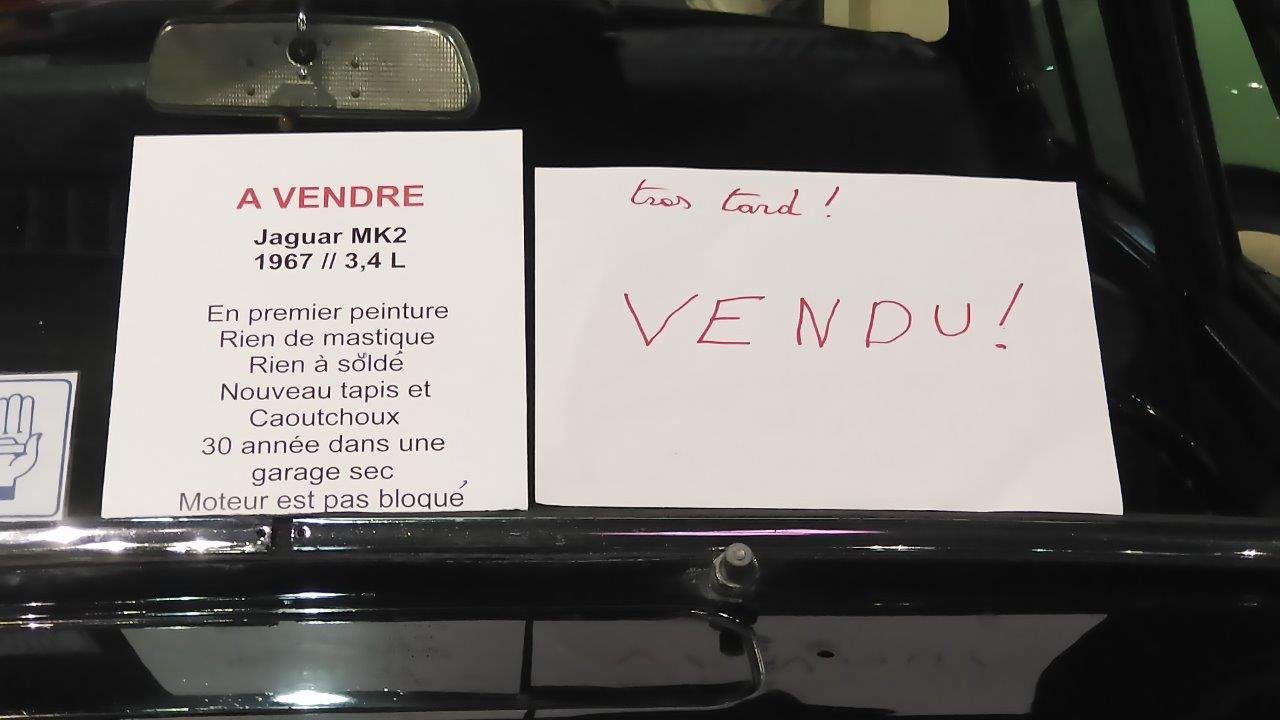 A VENDRE
Jaguar MK2
1967 // 3,4 L
En premier peinture
Rien de mastique
Rien à soudé
Nouveau tapis et
Caoutchoux
30 année dans une
garage sec
Moteur est pas bloqué
tros tard !
VENDU!